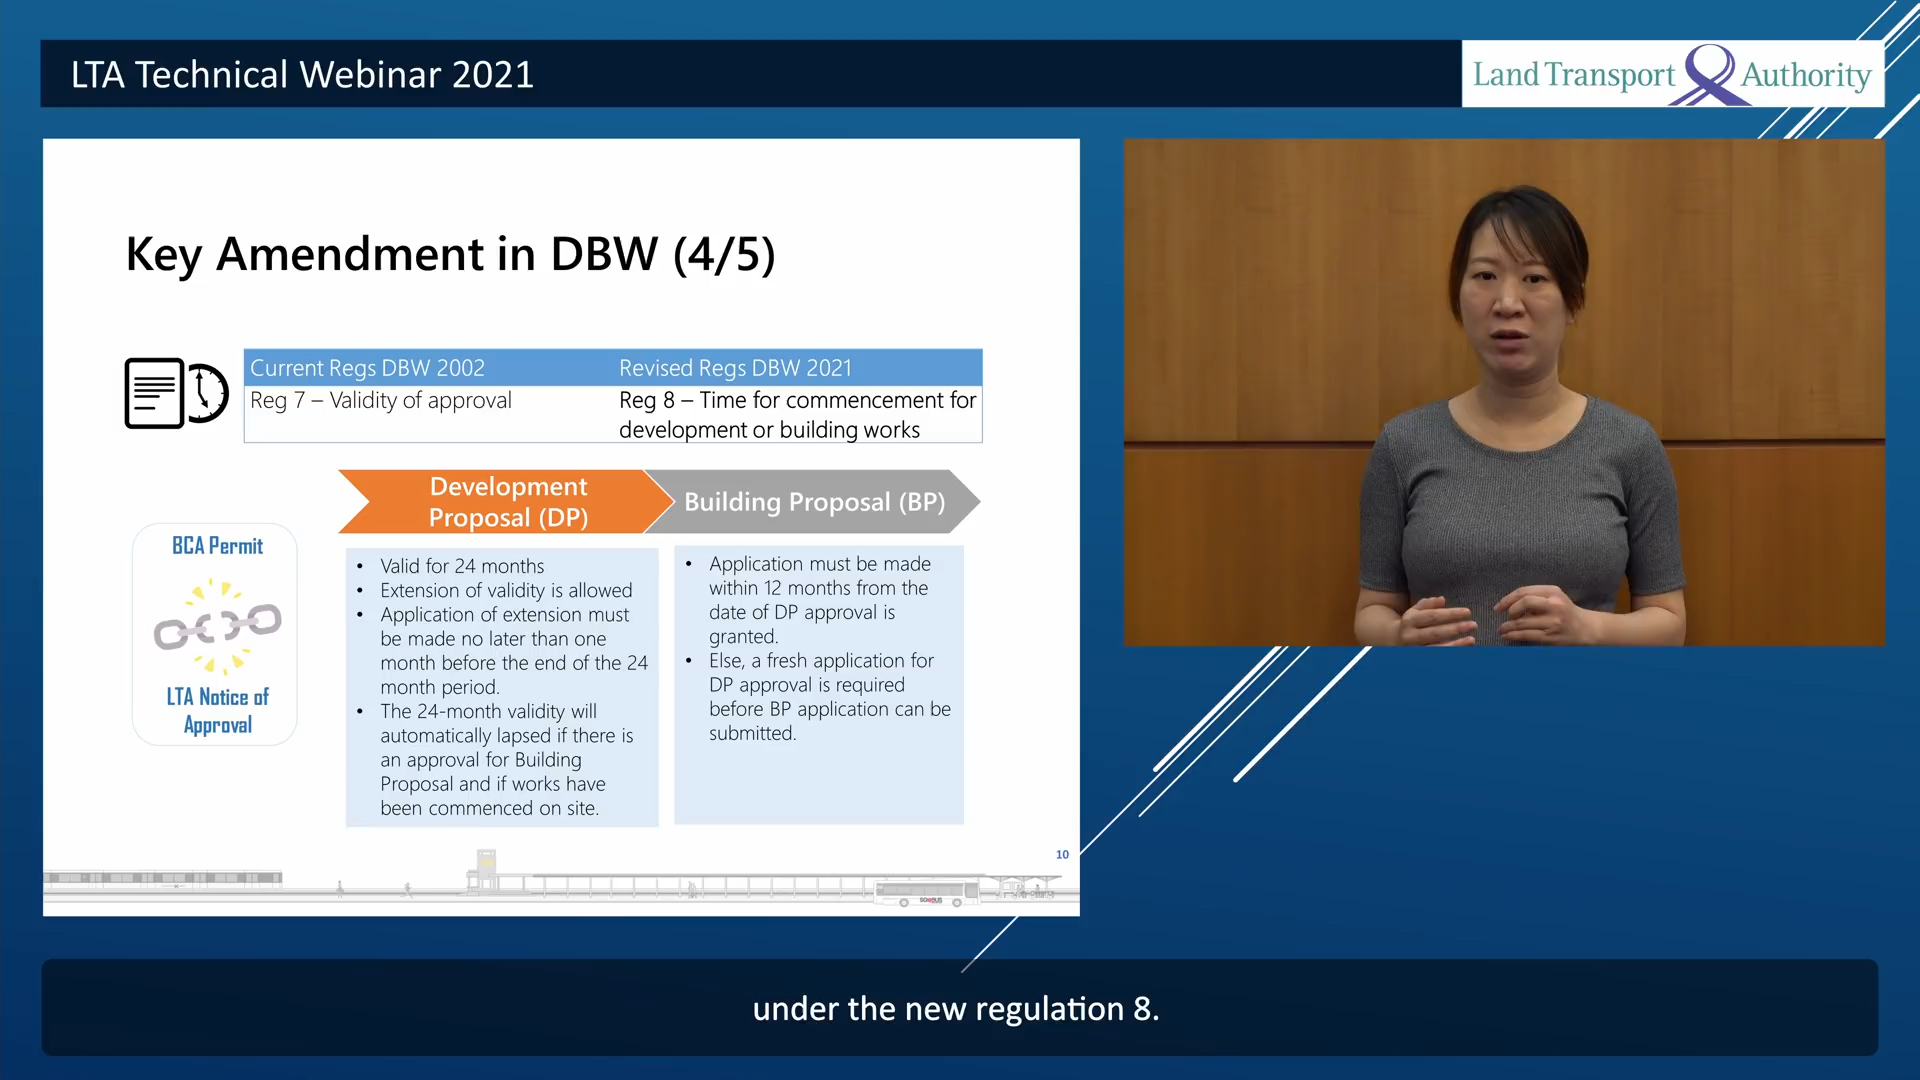 LTA Technical Webinar 2021
Land Transport Authority
Key Amendment in DBW (4/5)
Current Regs DBW 2002
Revised Regs DBW 2021
Reg 7 – Validity of approval
Reg 8 – Time for commencement for
development or building works
Development
Proposal (DP)
Building Proposal (BP)
BCA Permit
LTA Notice of
Approval
• Valid for 24 months
• Extension of validity is allowed
• Application of extension must
be made no later than one
month before the end of the 24
month period.
• The 24-month validity will
automatically lapsed if there is
an approval for Building
Proposal and if works have
been commenced on site.
• Application must be made
within 12 months from the
date of DP approval is
granted.
• Else, a fresh application for
DP approval is required
before BP application can be
submitted.
10
SG♥BUS
under the new regulation 8.